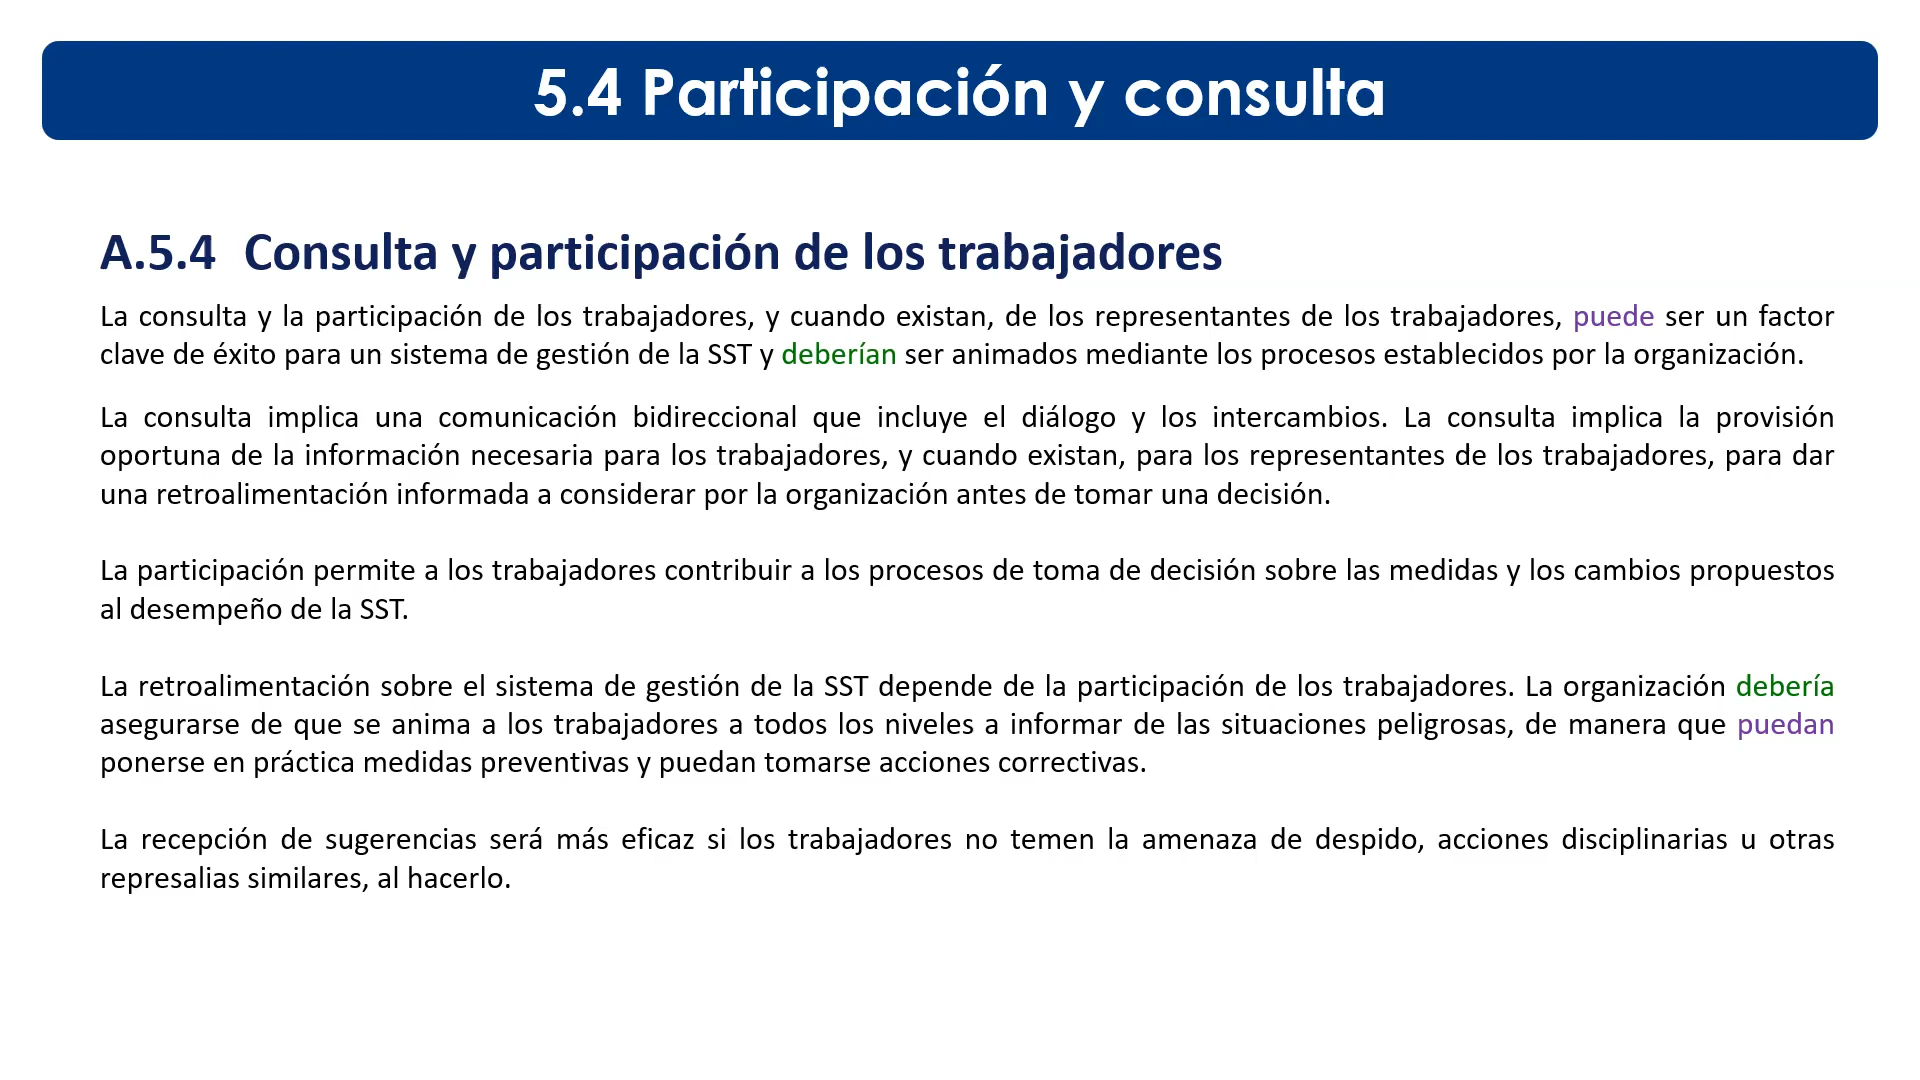 5.4 Participación y consulta
A.5.4 Consulta y participación de los trabajadores
La consulta y la participación de los trabajadores, y cuando existan, de los representantes de los trabajadores, puede ser un factor
clave de éxito para un sistema de gestión de la SST y deberían ser animados mediante los procesos establecidos por la organización.
La consulta implica una comunicación bidireccional que incluye el diálogo y los intercambios. La consulta implica la provisión
oportuna de la información necesaria para los trabajadores, y cuando existan, para los representantes de los trabajadores, para dar
una retroalimentación informada a considerar por la organización antes de tomar una decisión.
La participación permite a los trabajadores contribuir a los procesos de toma de decisión sobre las medidas y los cambios propuestos
al desempeño de la SST.
La retroalimentación sobre el sistema de gestión de la SST depende de la participación de los trabajadores. La organización debería
asegurarse de que se anima a los trabajadores a todos los niveles a informar de las situaciones peligrosas, de manera que puedan
ponerse en práctica medidas preventivas y puedan tomarse acciones correctivas.
La recepción de sugerencias será más eficaz si los trabajadores no temen la amenaza de despido, acciones disciplinarias u otras
represalias similares, al hacerlo.